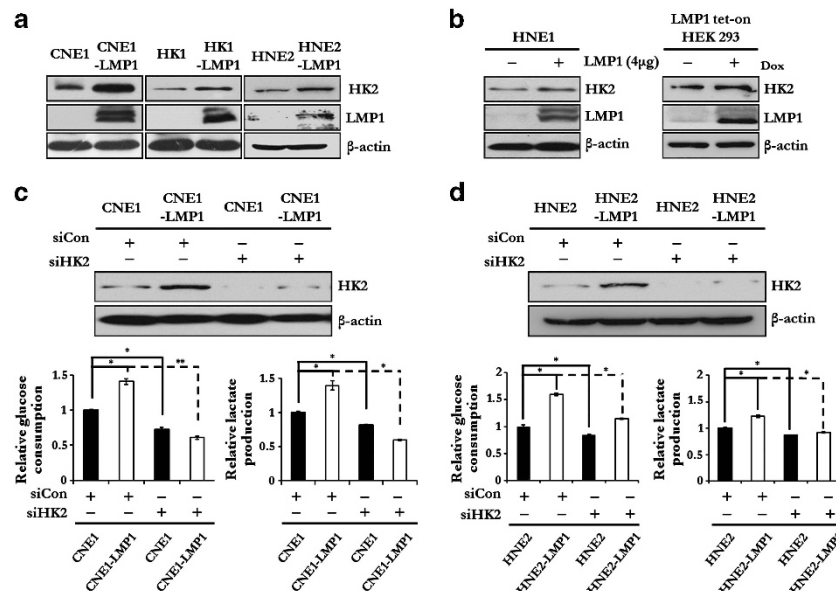 a
CNE1
CNE1
-LMP1
HK1
HK1
-LMP1
HNE2
HNE2
-LMP1
HK2
LMP1
β-actin
b
HNE1
LMP1 tet-on
HEK 293
– + LMP1 (4μg) – + Dox
HK2
LMP1
β-actin
HK2
LMP1
β-actin
c
CNE1
CNE1
-LMP1
CNE1
CNE1
-LMP1
siCon + + – –
siHK2 – – + +
HK2
β-actin
Relative glucose
consumption
1.5
1
0.5
0
* * **
siCon + + – –
siHK2 – – + +
CNE1
CNE1-LMP1
CNE1
CNE1-LMP1
Relative lactate
production
1.5
1.0
0.5
0
* * *
+ + – –
– – + +
CNE1
CNE1-LMP1
CNE1
CNE1-LMP1
d
HNE2
HNE2
-LMP1
HNE2
HNE2
-LMP1
siCon + + – –
siHK2 – – + +
HK2
β-actin
Relative glucose
consumption
2
1.5
1
0.5
0
* * *
siCon + + – –
siHK2 – – + +
HNE2
HNE2-LMP1
HNE2
HNE2-LMP1
Relative lactate
production
2
1.5
1
0.5
0
* * *
+ + – –
– – + +
HNE2
HNE2-LMP1
HNE2
HNE2-LMP1